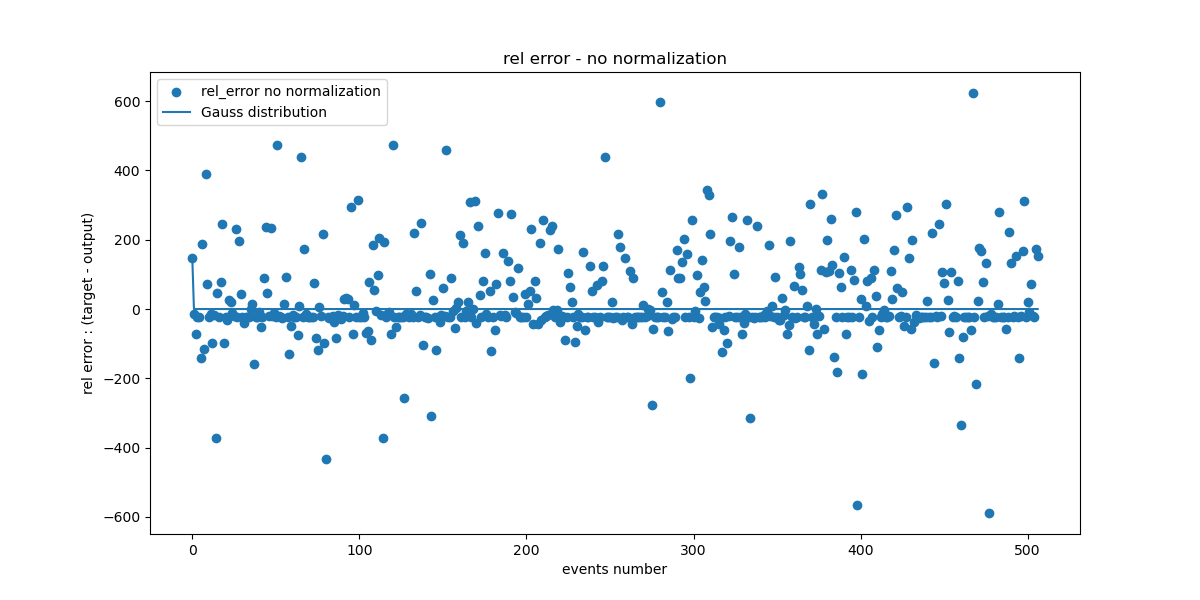 rel error - no normalization
rel_error no normalization
Gauss distribution
rel error : (target - output)
600
400
200
0
−200
−400
−600
0
100
200
300
400
500
events number